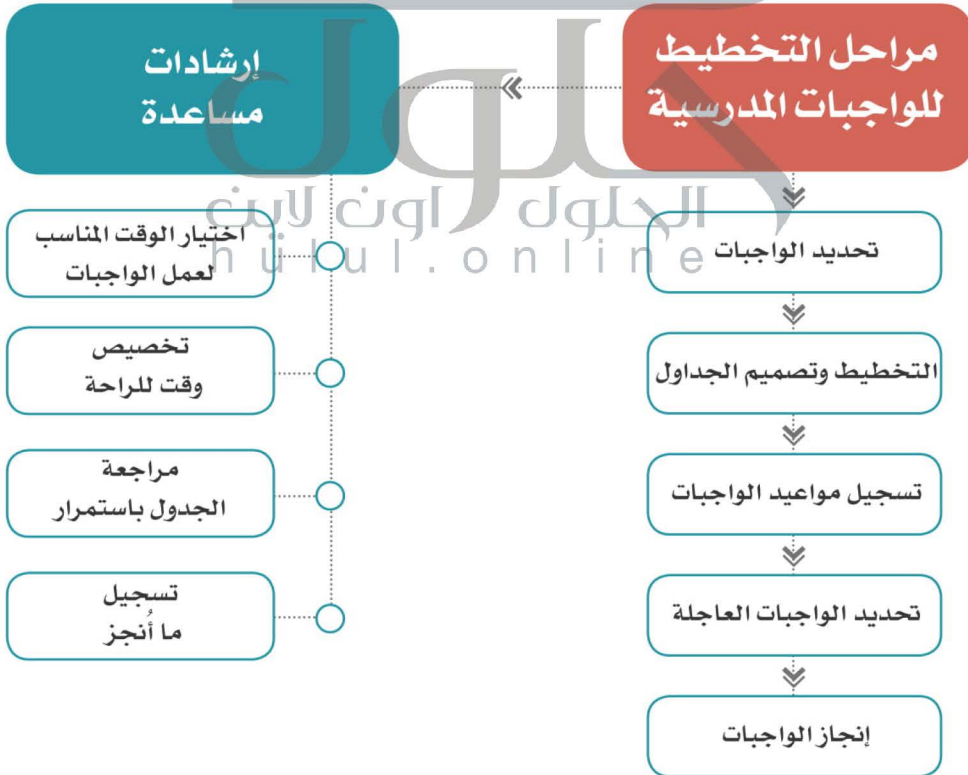 مراحل التخطيط
للواجبات المدرسية
تحديد الواجبات
التخطيط وتصميم الجداول
تسجيل مواعيد الواجبات
تحديد الواجبات العاجلة
إنجاز الواجبات
إرشادات
مساعدة
اختيار الوقت المناسب
لعمل الواجبات
تخصيص
وقت للراحة
مراجعة
الجدول باستمرار
تسجيل
ما أُنجز
حلول
الحلول اون لاين
hulul.online